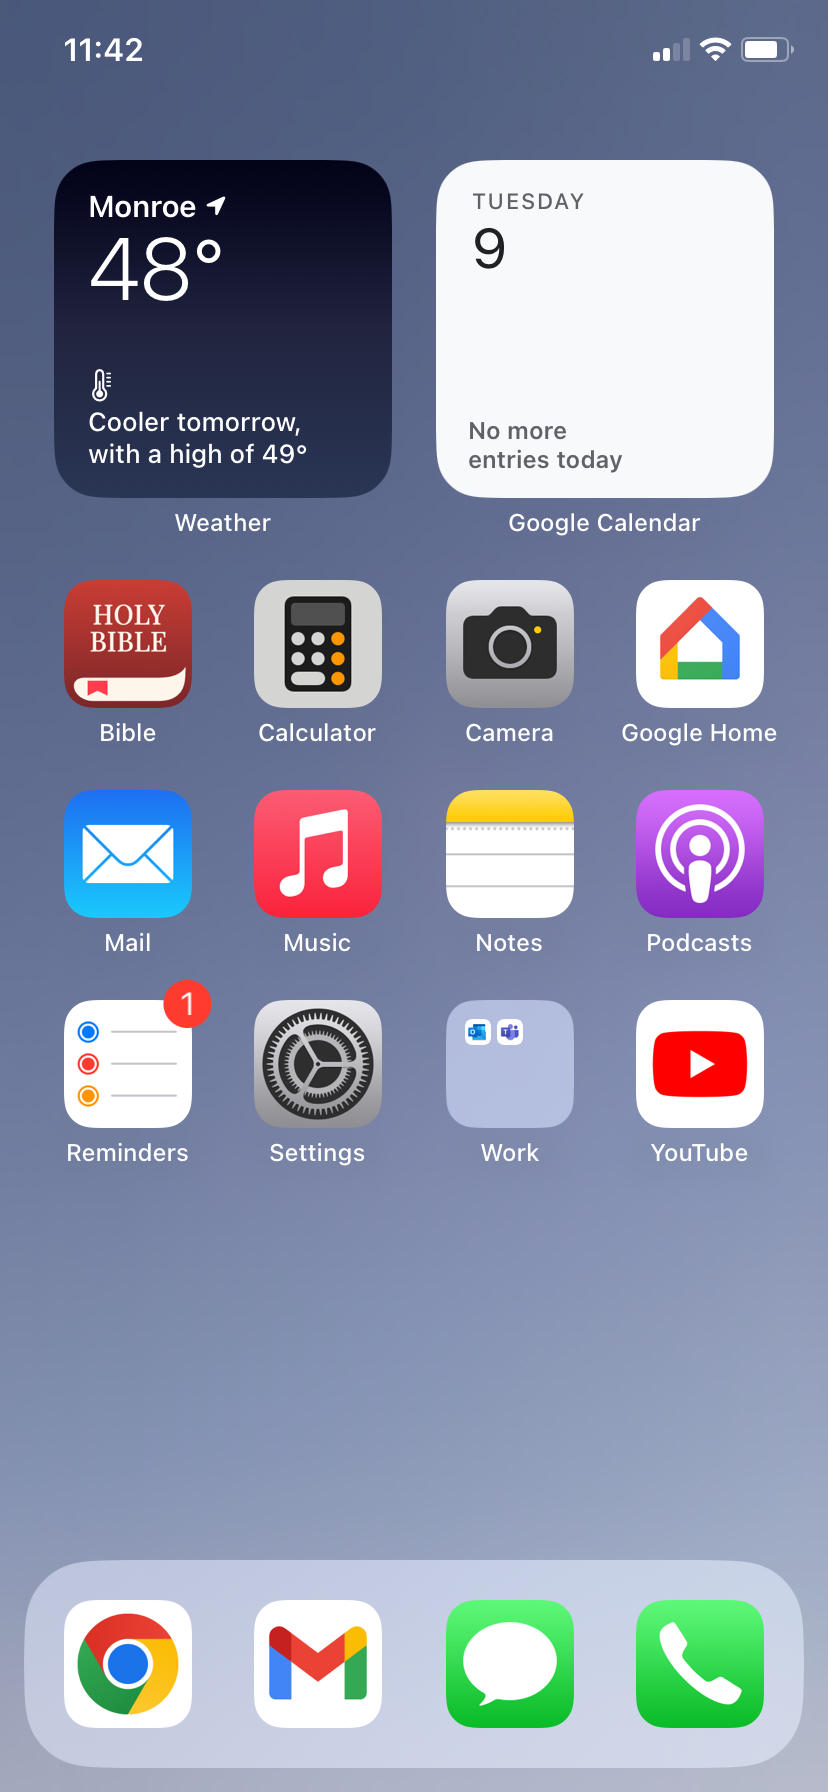 11:42
Monroe
48°
Cooler tomorrow,
with a high of 49°
Weather
TUESDAY
9
No more
entries today
Google Calendar
HOLY
BIBLE
Bible
Calculator
Camera
Google Home
Mail
Music
Notes
Podcasts
1
Reminders
Settings
Work
YouTube